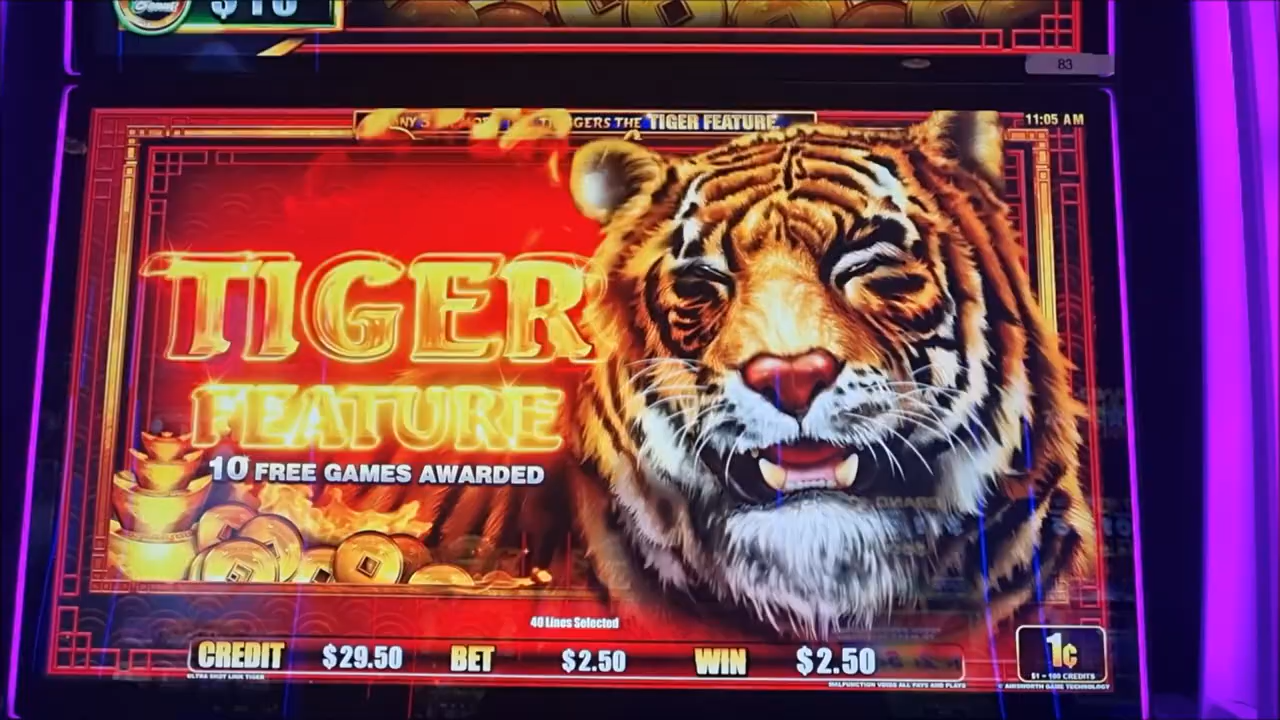 $10
83
GERS THE TIGER FEATURE
11:05 AM
TIGER
FEATURE
10 FREE GAMES AWARDED
40 Lines Selected
CREDIT $29.50 BET $2.50 WIN $2.50
1¢
ULTRA SHOT LINK TIGER
MALFUNCTION VOIDS ALL PAYS AND PLAYS
$1 = 100 CREDITS
© AINSWORTH GAME TECHNOLOGY